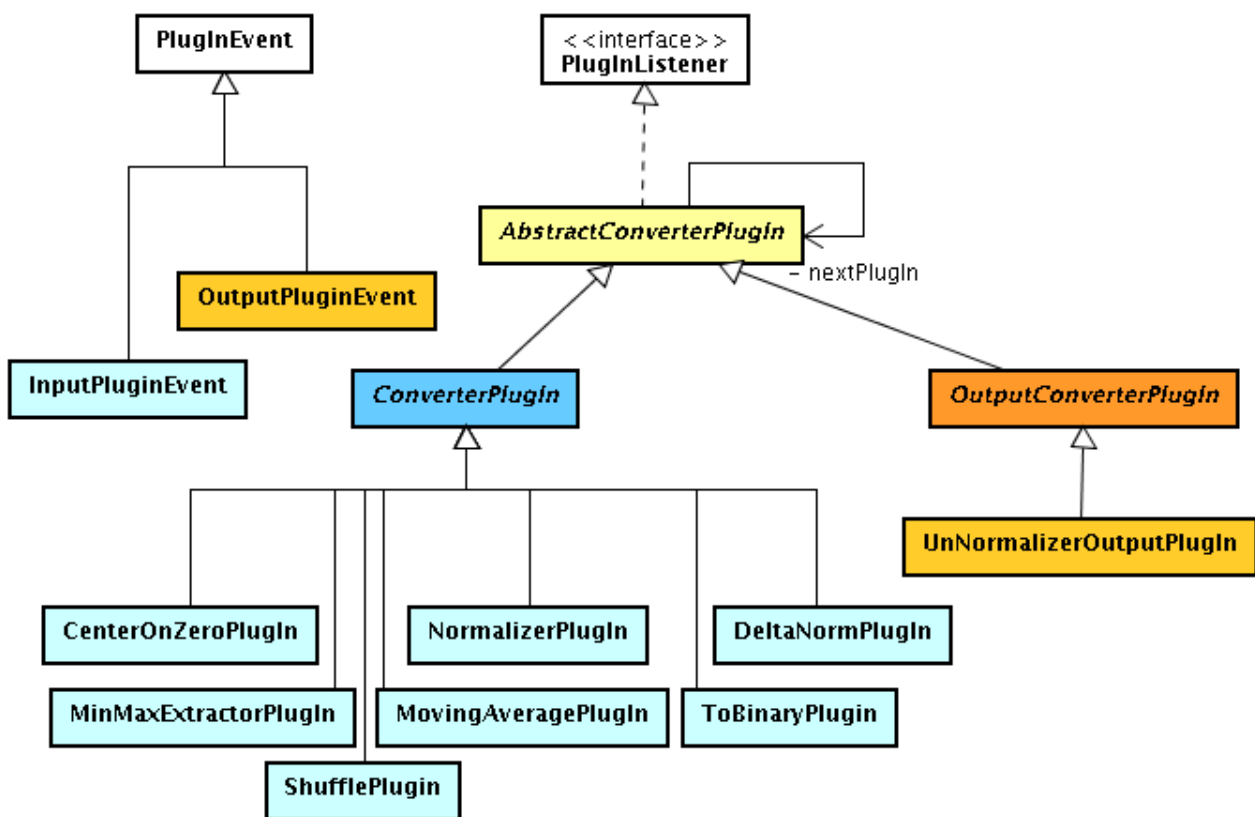 PlugInEvent
<<interface>>
PlugInListener
AbstractConverterPlugIn
- nextPlugIn
OutputPluginEvent
InputPluginEvent
ConverterPlugIn
OutputConverterPlugIn
UnNormalizerOutputPlugIn
CenterOnZeroPlugIn
NormalizerPlugIn
DeltaNormPlugIn
MinMaxExtractorPlugIn
MovingAveragePlugIn
ToBinaryPlugin
ShufflePlugin